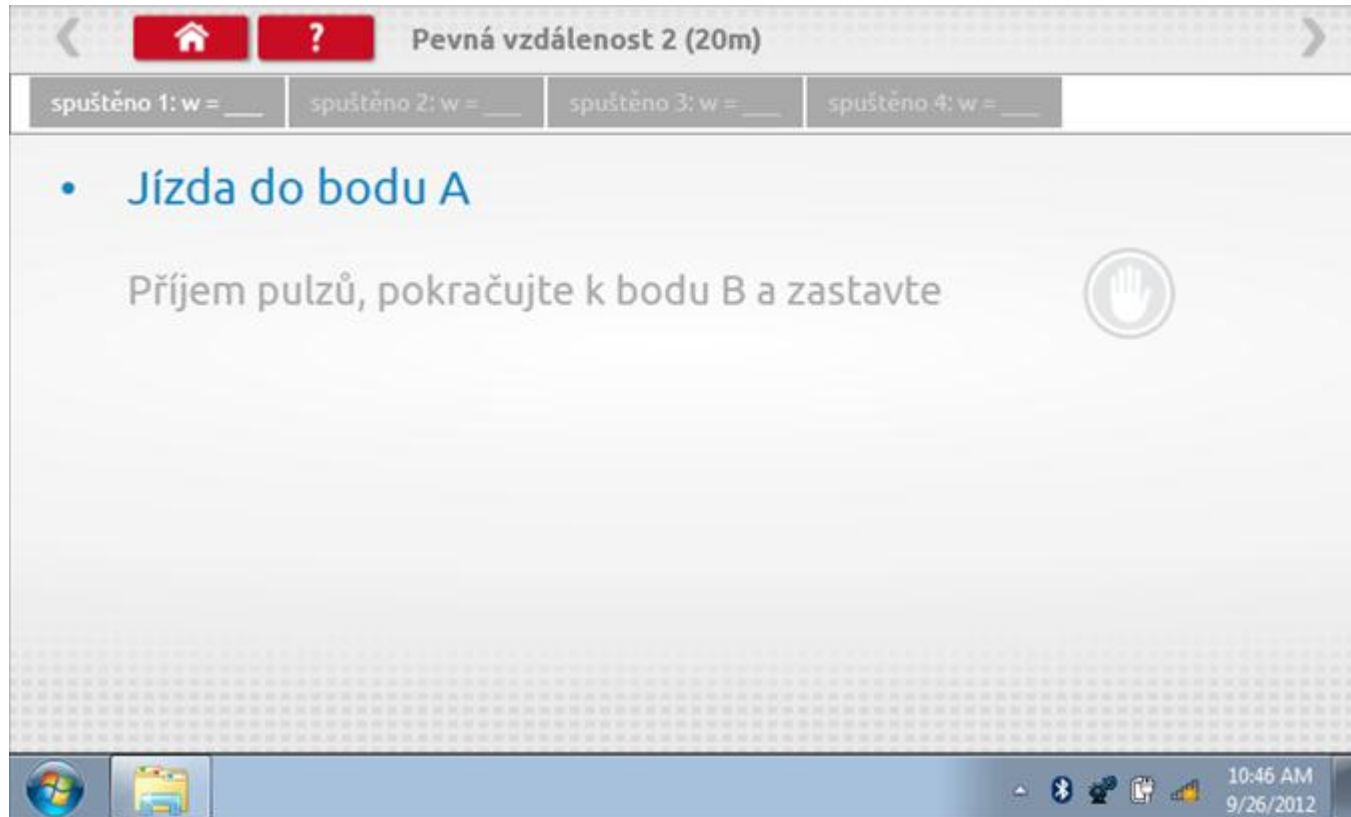 ? Pevná vzdálenost 2 (20m)
spuštěno 1: w = ___ spuštěno 2: w = ___ spuštěno 3: w = ___ spuštěno 4: w = ___
• Jízda do bodu A
Příjem pulzů, pokračujte k bodu B a zastavte
10:46 AM
9/26/2012